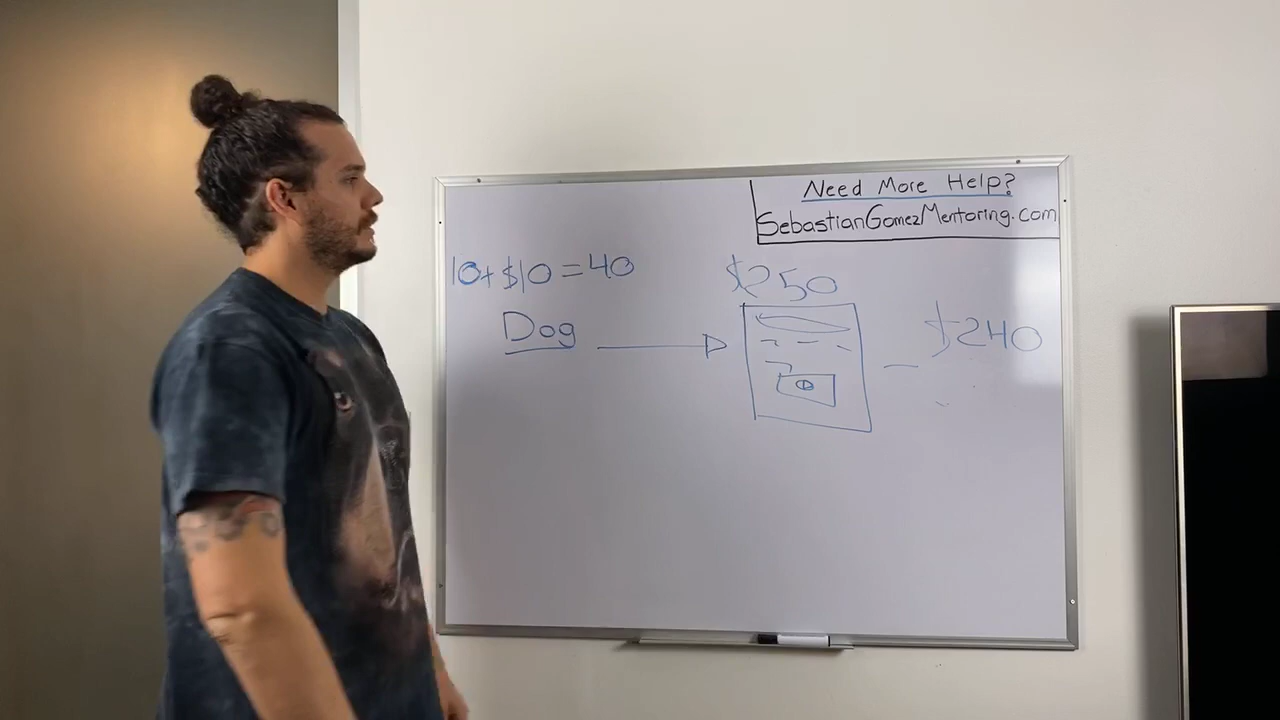 Need More Help?
SebastianGomezMentoring.com
10+ $10 = 40
$250
Dog
$240